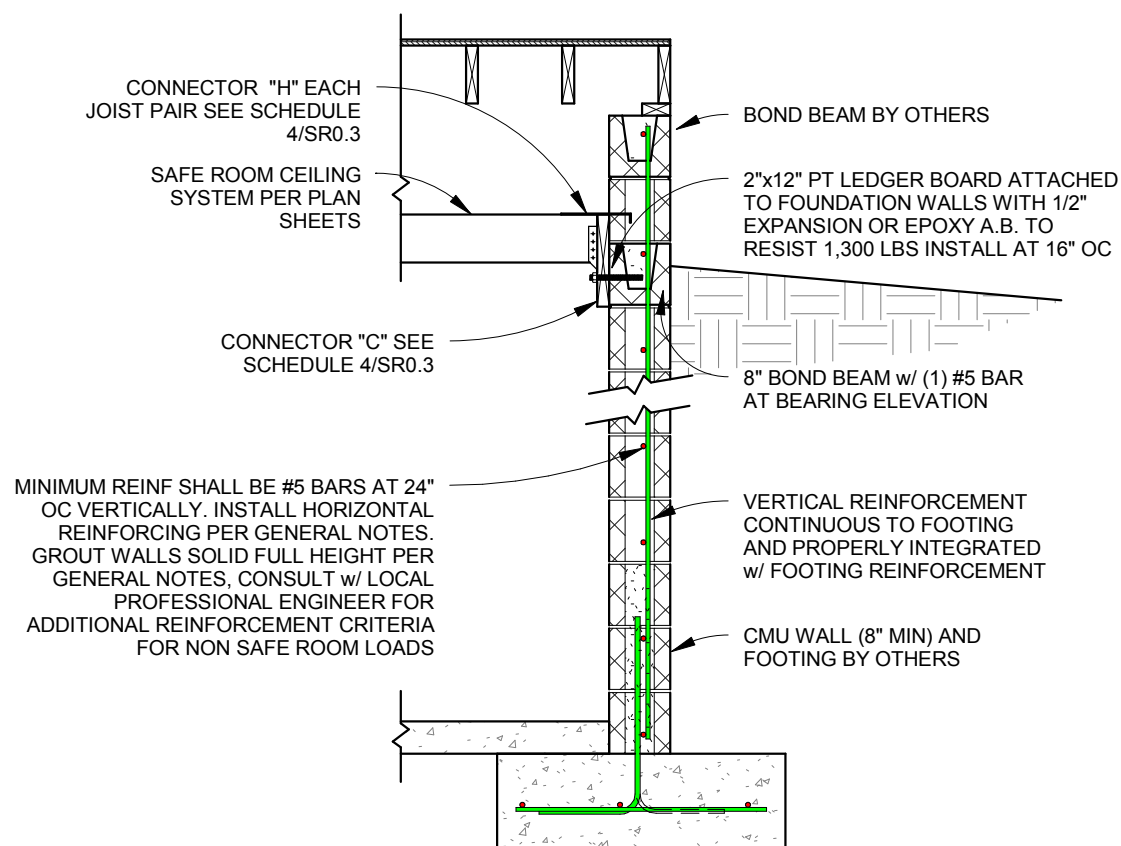 CONNECTOR "H" EACH
JOIST PAIR SEE SCHEDULE
4/SR0.3
SAFE ROOM CEILING
SYSTEM PER PLAN
SHEETS
CONNECTOR "C" SEE
SCHEDULE 4/SR0.3
MINIMUM REINF SHALL BE #5 BARS AT 24"
OC VERTICALLY. INSTALL HORIZONTAL
REINFORCING PER GENERAL NOTES.
GROUT WALLS SOLID FULL HEIGHT PER
GENERAL NOTES, CONSULT w/ LOCAL
PROFESSIONAL ENGINEER FOR
ADDITIONAL REINFORCEMENT CRITERIA
FOR NON SAFE ROOM LOADS
BOND BEAM BY OTHERS
2"x12" PT LEDGER BOARD ATTACHED
TO FOUNDATION WALLS WITH 1/2"
EXPANSION OR EPOXY A.B. TO
RESIST 1,300 LBS INSTALL AT 16" OC
8" BOND BEAM w/ (1) #5 BAR
AT BEARING ELEVATION
VERTICAL REINFORCEMENT
CONTINUOUS TO FOOTING
AND PROPERLY INTEGRATED
w/ FOOTING REINFORCEMENT
CMU WALL (8" MIN) AND
FOOTING BY OTHERS